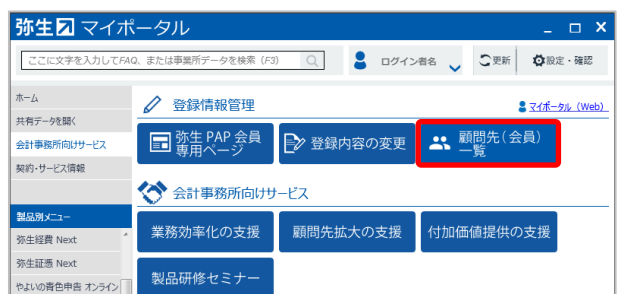 弥生 マイポータル
ここに文字を入力してFAQ、または事業所データを検索 (F3)
ログイン者名
更新
設定・確認
ホーム
共有データを開く
会計事務所向けサービス
契約・サービス情報
製品別メニュー
弥生経費 Next
弥生証憑 Next
やよいの青色申告 オンライン
登録情報管理
マイポータル (Web)
弥生 PAP 会員
専用ページ
登録内容の変更
顧問先(会員)
一覧
会計事務所向けサービス
業務効率化の支援
顧問先拡大の支援
付加価値提供の支援
製品研修セミナー